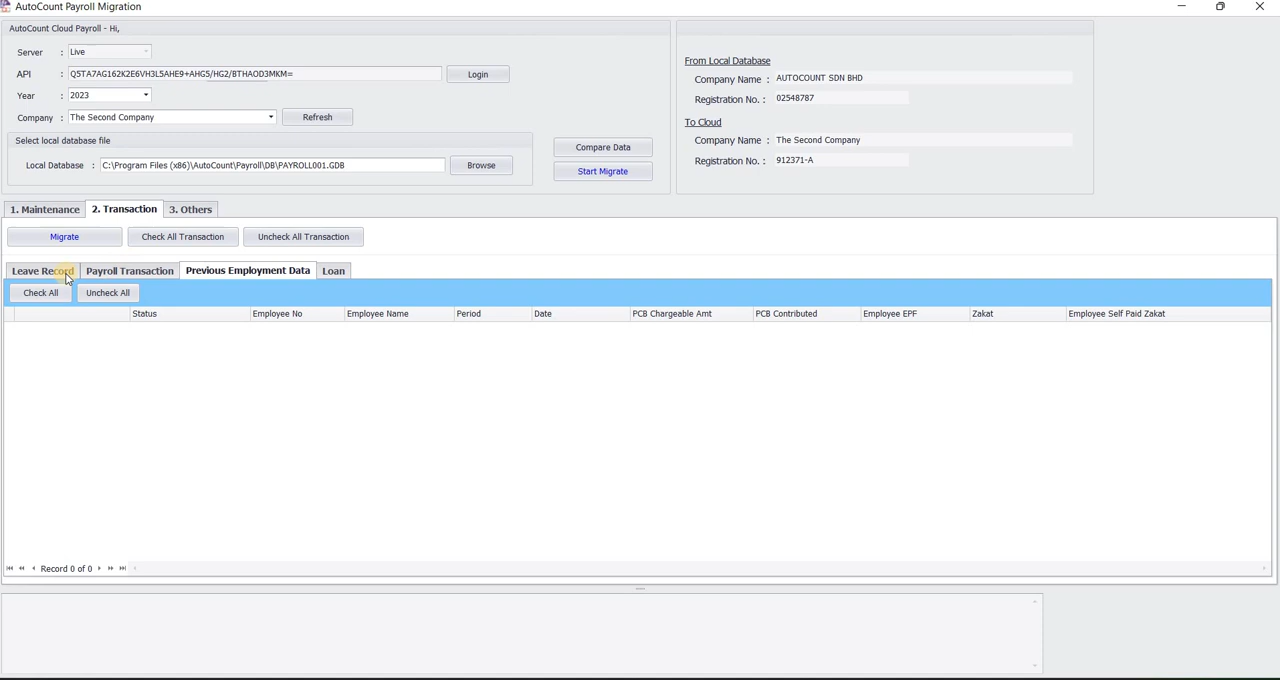 AutoCount Payroll Migration
AutoCount Cloud Payroll - Hi,
Server : Live
API : Q5TA7AG162K2E6VH3L5AHE9+AHG5/HG2/BTHAOD3MKM= Login
Year : 2023
Company : The Second Company Refresh
Select local database file
Local Database : C:\Program Files (x86)\AutoCount\Payroll\DB\PAYROLL001.GDB Browse
Compare Data
Start Migrate
From Local Database
Company Name : AUTOCOUNT SDN BHD
Registration No. : 02548787
To Cloud
Company Name : The Second Company
Registration No. : 912371-A
1. Maintenance 2. Transaction 3. Others
Migrate Check All Transaction Uncheck All Transaction
Leave Record Payroll Transaction Previous Employment Data Loan
Check All Uncheck All
Status Employee No Employee Name Period Date PCB Chargeable Amt PCB Contributed Employee EPF Zakat Employee Self Paid Zakat
Record 0 of 0